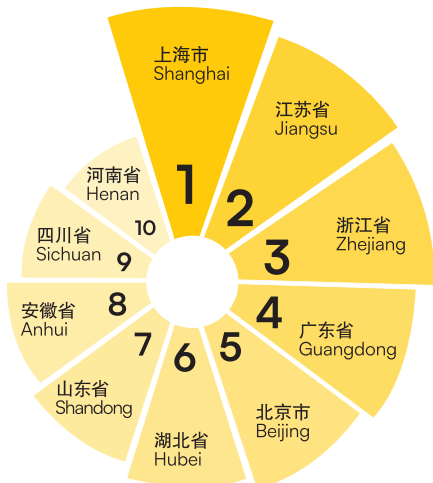 上海市
Shanghai
1
江苏省
Jiangsu
2
浙江省
Zhejiang
3
广东省
Guangdong
4
北京市
Beijing
5
湖北省
Hubei
6
山东省
Shandong
7
安徽省
Anhui
8
四川省
Sichuan
9
河南省
Henan
10